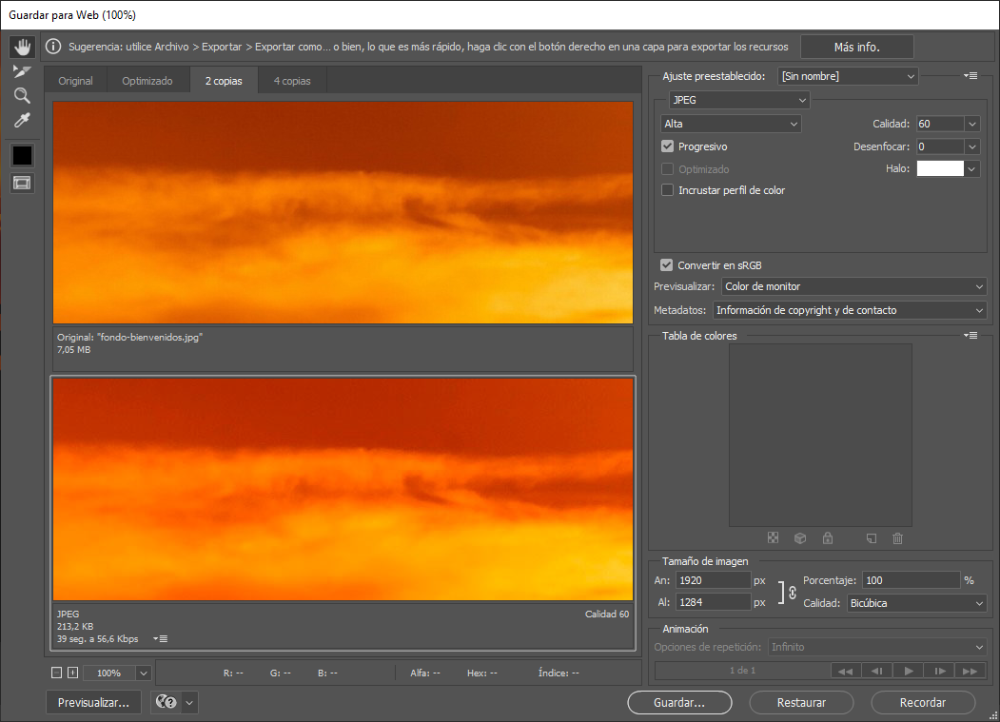 Guardar para Web (100%)
Sugerencia: utilice Archivo > Exportar > Exportar como... o bien, lo que es más rápido, haga clic con el botón derecho en una capa para exportar los recursos
Más info.
Original
Optimizado
2 copias
4 copias
Original: "fondo-bienvenidos.jpg"
7,05 MB
JPEG
Calidad 60
213,2 KB
39 seg. a 56,6 Kbps
100%
R: --
G: --
B: --
Alfa: --
Hex: --
Índice: --
Ajuste preestablecido: [Sin nombre]
JPEG
Alta
Calidad: 60
Progresivo
Desenfocar: 0
Optimizado
Halo:
Incrustar perfil de color
Convertir en sRGB
Previsualizar: Color de monitor
Metadatos: Información de copyright y de contacto
Tabla de colores
Tamaño de imagen
An: 1920 px
Porcentaje: 100 %
Al: 1284 px
Calidad: Bicúbica
Animación
Opciones de repetición: Infinito
1 de 1
Previsualizar...
Guardar...
Restaurar
Recordar